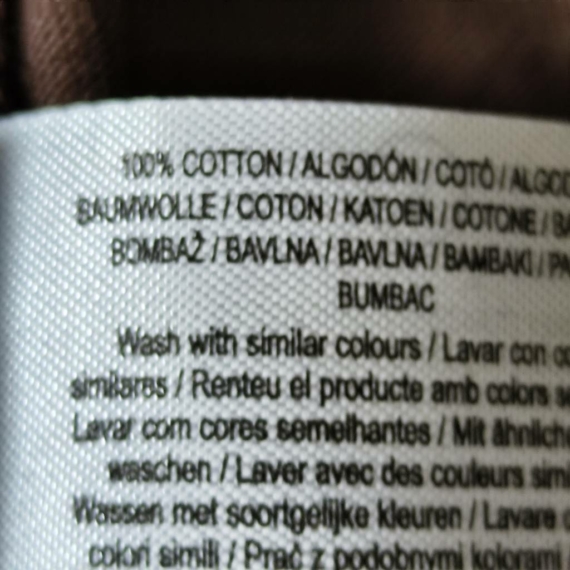 100% COTTON / ALGODÓN / COTÓ /
BAUMWOLLE / COTON / KATOEN / COTONE /
BOMBAŽ / BAVLNA / BAVLNA / BAMBAKI /
BUMBAC
Wash with similar colours / Lavar con
similares / Renteu el producte amb colors
Lavar com cores semelhantes / Mit
waschen / Laver avec des couleurs
Wassen met soortgelijke kleuren / Lavare
colori simili / Prać z podobnymi kolorami